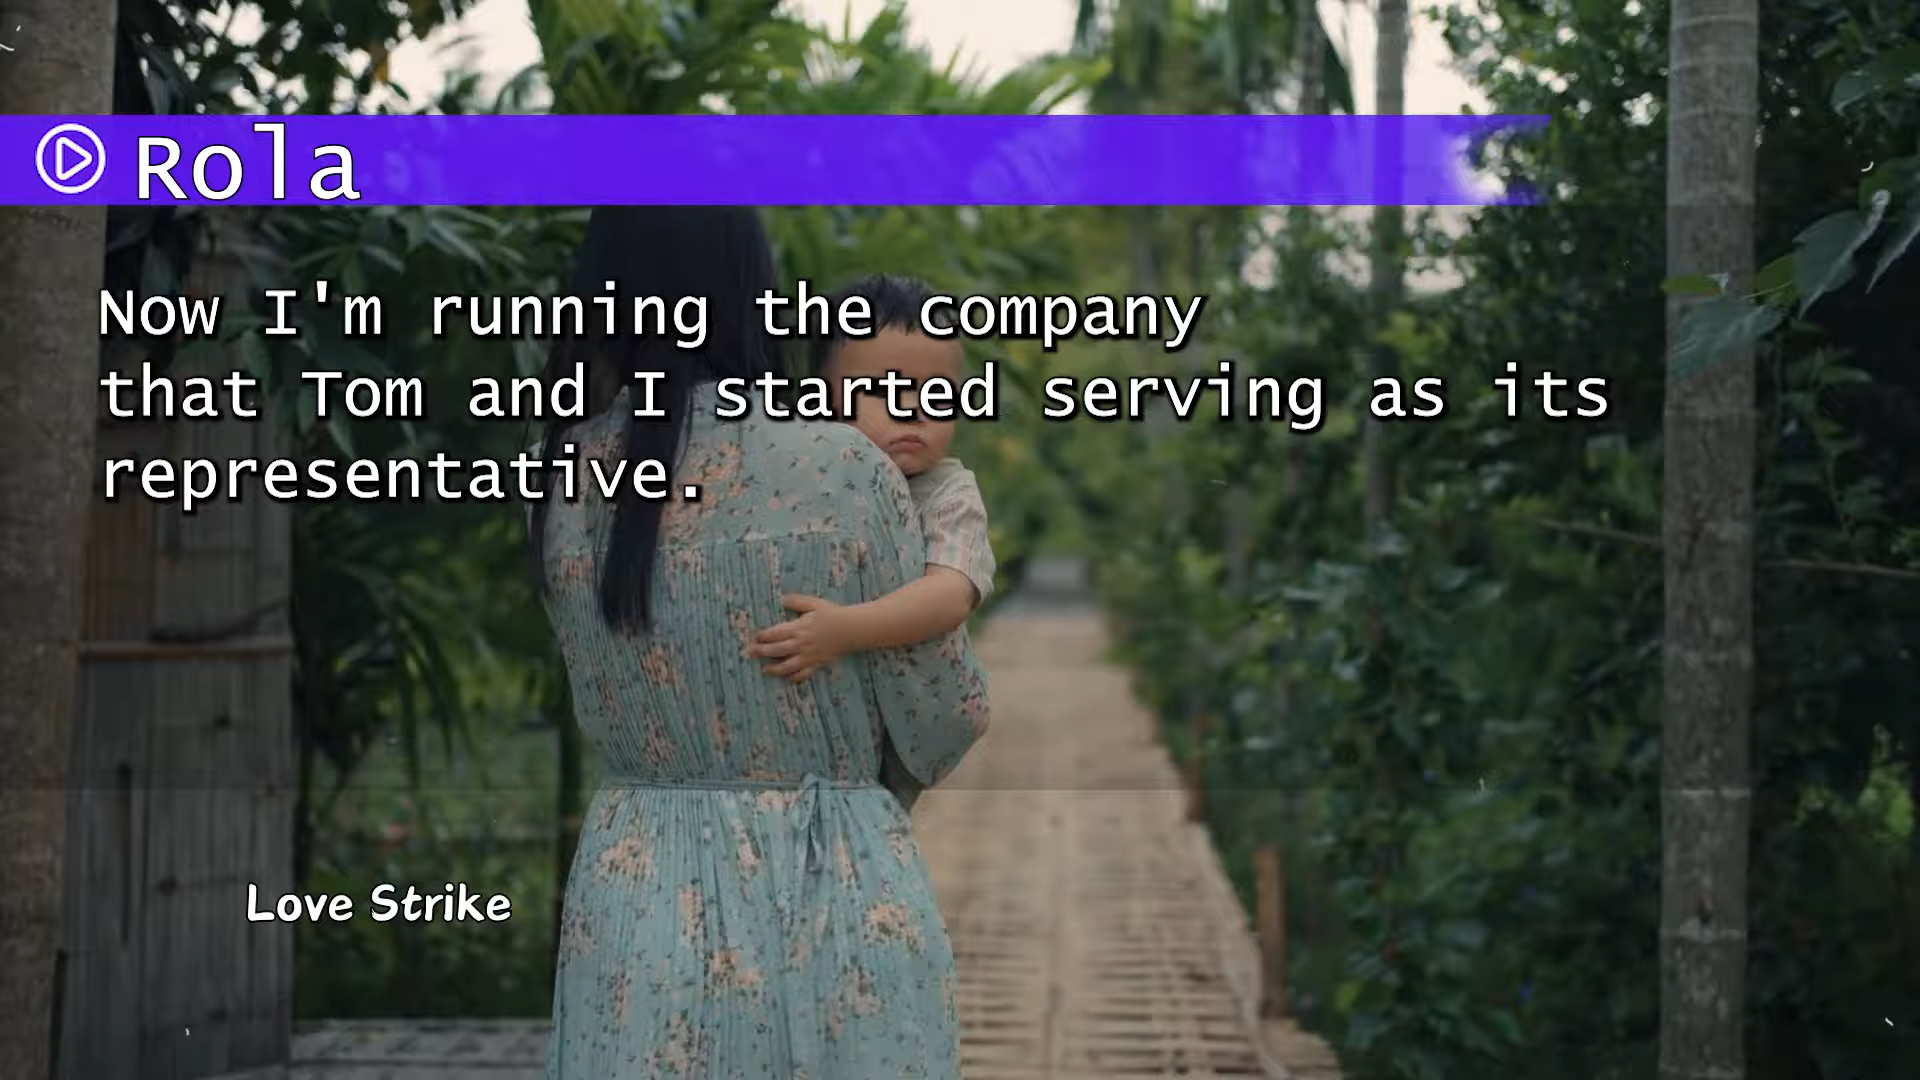 Rola
Now I'm running the company
that Tom and I started serving as its
representative.
Love Strike